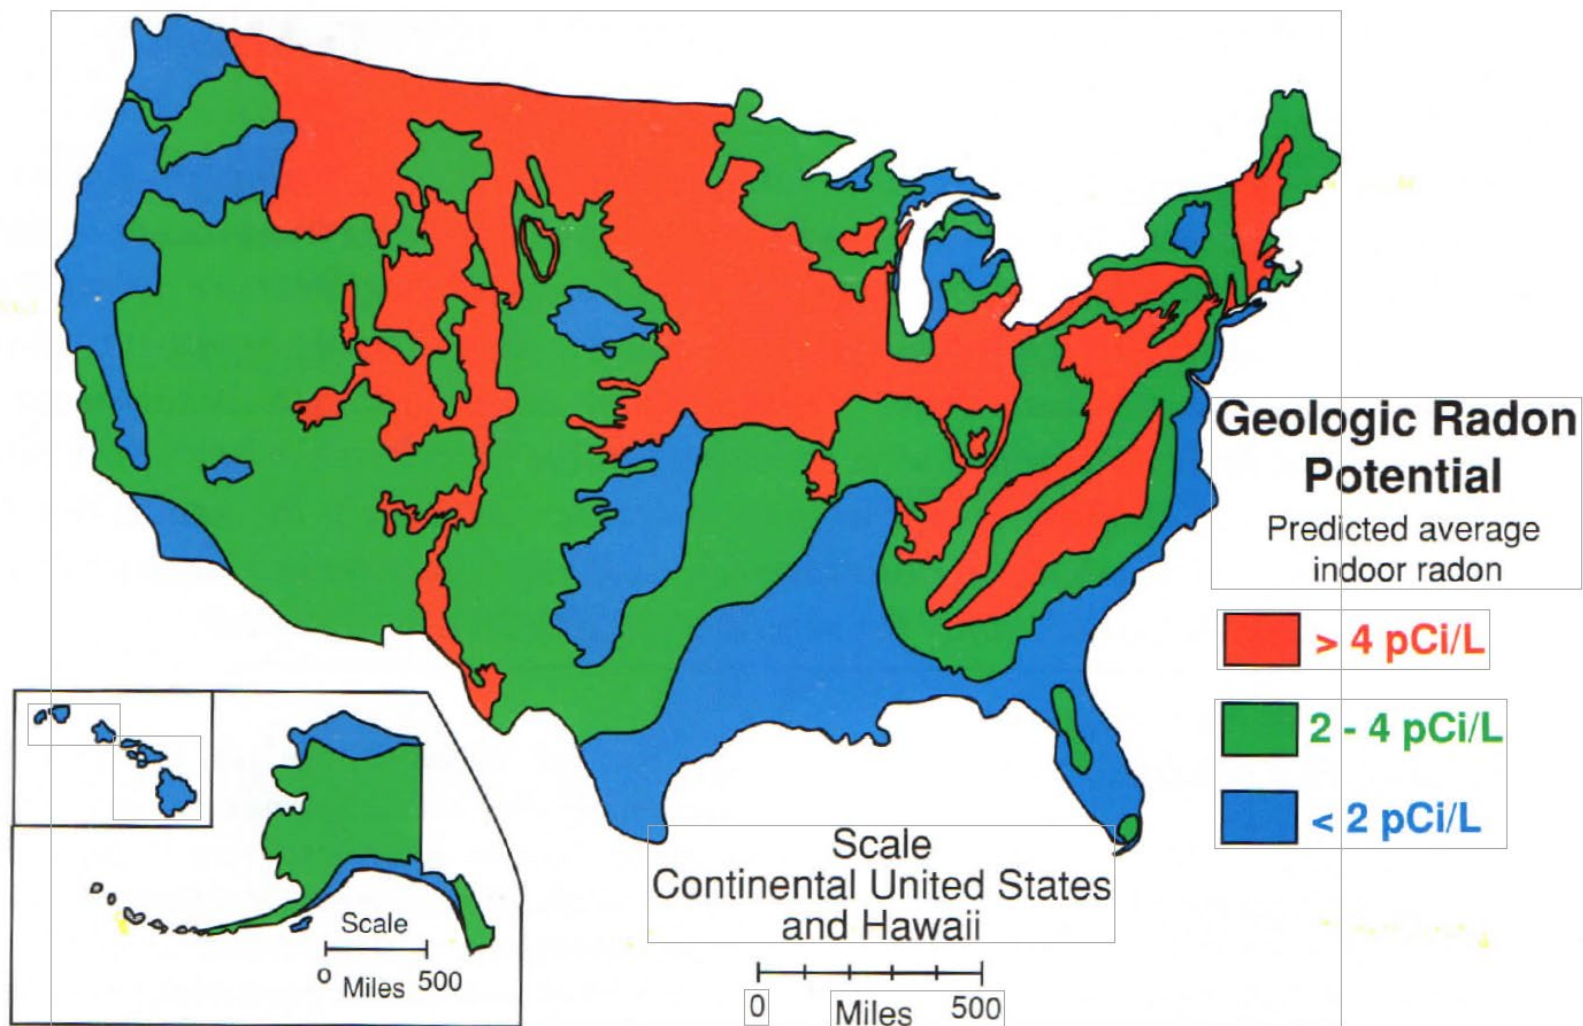 Geologic Radon
Potential
Predicted average
indoor radon
> 4 pCi/L
2 - 4 pCi/L
< 2 pCi/L
Scale
Continental United States
and Hawaii
0 Miles 500
Scale
0 Miles 500